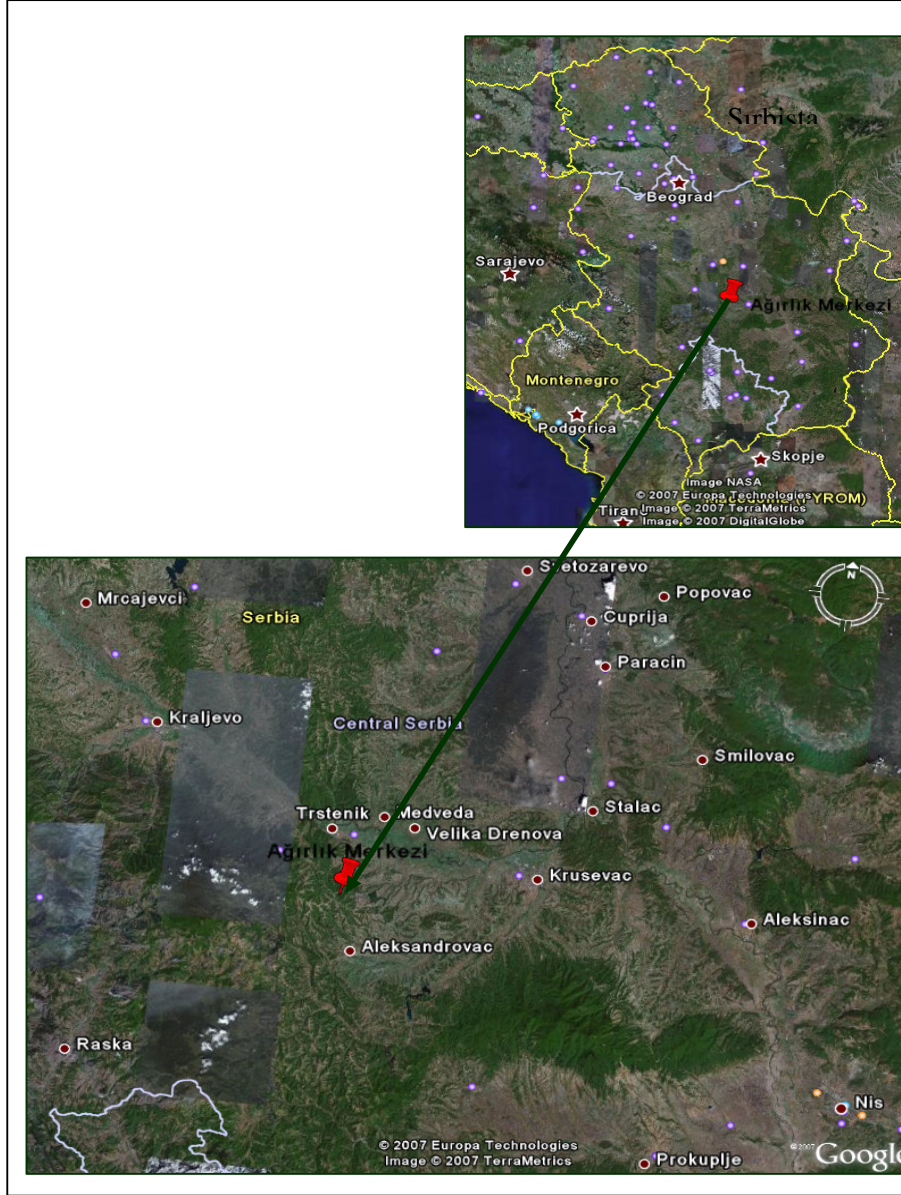 Sırbista
Beograd
Sarajevo
Ağırlık Merkezi
Montenegro
Podgorica
Skopje
Image NASA
© 2007 Europa Technologies
(FYROM)
Image © 2007 TerraMetrics
Image © 2007 DigitalGlobe
N
Mrcajevci
Popovac
Serbia
Cuprija
Paracin
Kraljevo
Central Serbia
Smilovac
Trstenik
Medveda
Stalac
Velika Drenova
Ağırlık Merkezi
Krusevac
Aleksinac
Aleksandrovac
Raska
Nis
© 2007 Europa Technologies
Image © 2007 TerraMetrics
Prokuplje
©2007 Google